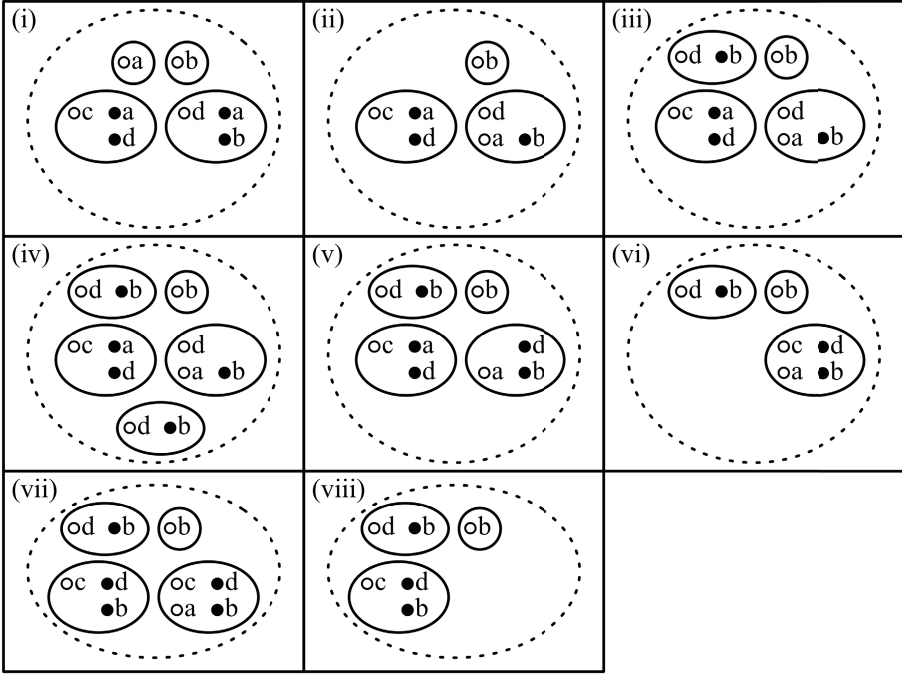 (i)
a b
c a d a
d b
(ii)
b
c a d
d a b
(iii)
d b b
c a d
d a b
(iv)
d b b
c a d
d a b
d b
(v)
d b b
c a d
d a b
(vi)
d b b
c d
a b
(vii)
d b b
c d c d
b a b
(viii)
d b b
c d
b